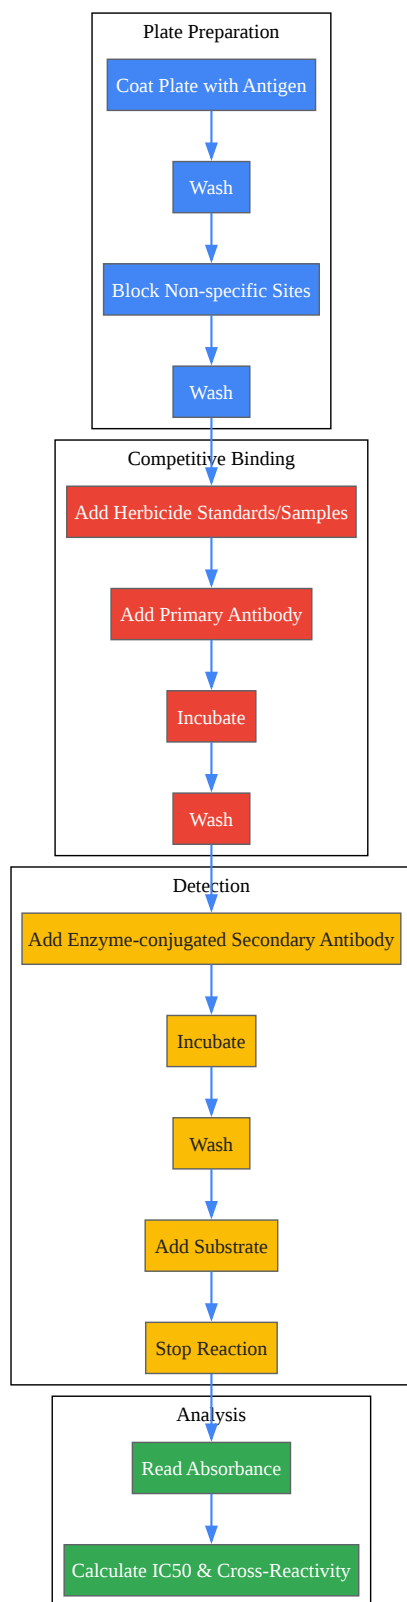 Plate Preparation
Coat Plate with Antigen
Wash
Block Non-specific Sites
Wash
Competitive Binding
Add Herbicide Standards/Samples
Add Primary Antibody
Incubate
Wash
Detection
Add Enzyme-conjugated Secondary Antibody
Incubate
Wash
Add Substrate
Stop Reaction
Analysis
Read Absorbance
Calculate IC50 & Cross-Reactivity